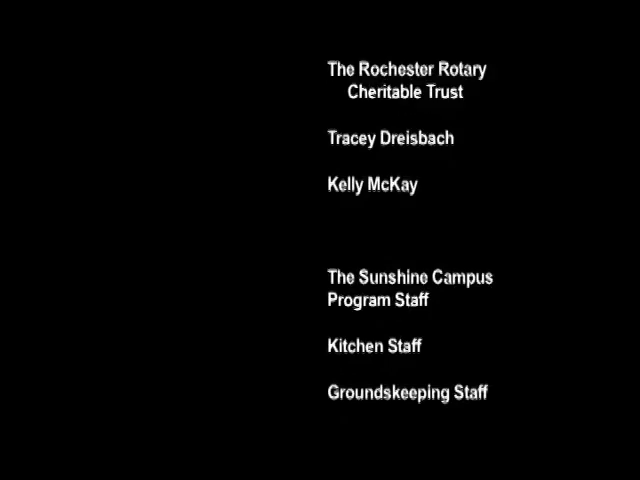 The Rochester Rotary
Cheritable Trust
Tracey Dreisbach
Kelly McKay
The Sunshine Campus
Program Staff
Kitchen Staff
Groundskeeping Staff